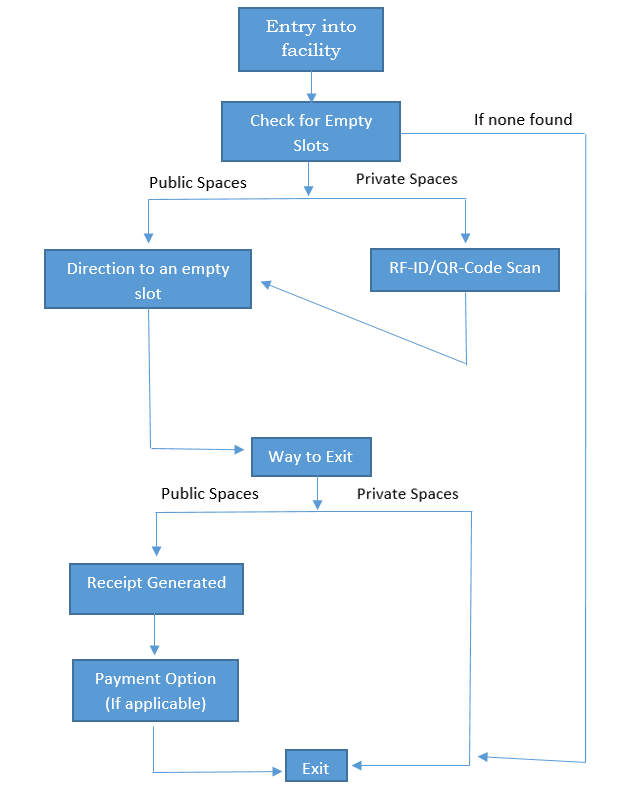 Entry into
facility
Check for Empty
Slots
If none found
Public Spaces
Private Spaces
Direction to an empty
slot
RF-ID/QR-Code Scan
Way to Exit
Public Spaces
Private Spaces
Receipt Generated
Payment Option
(If applicable)
Exit